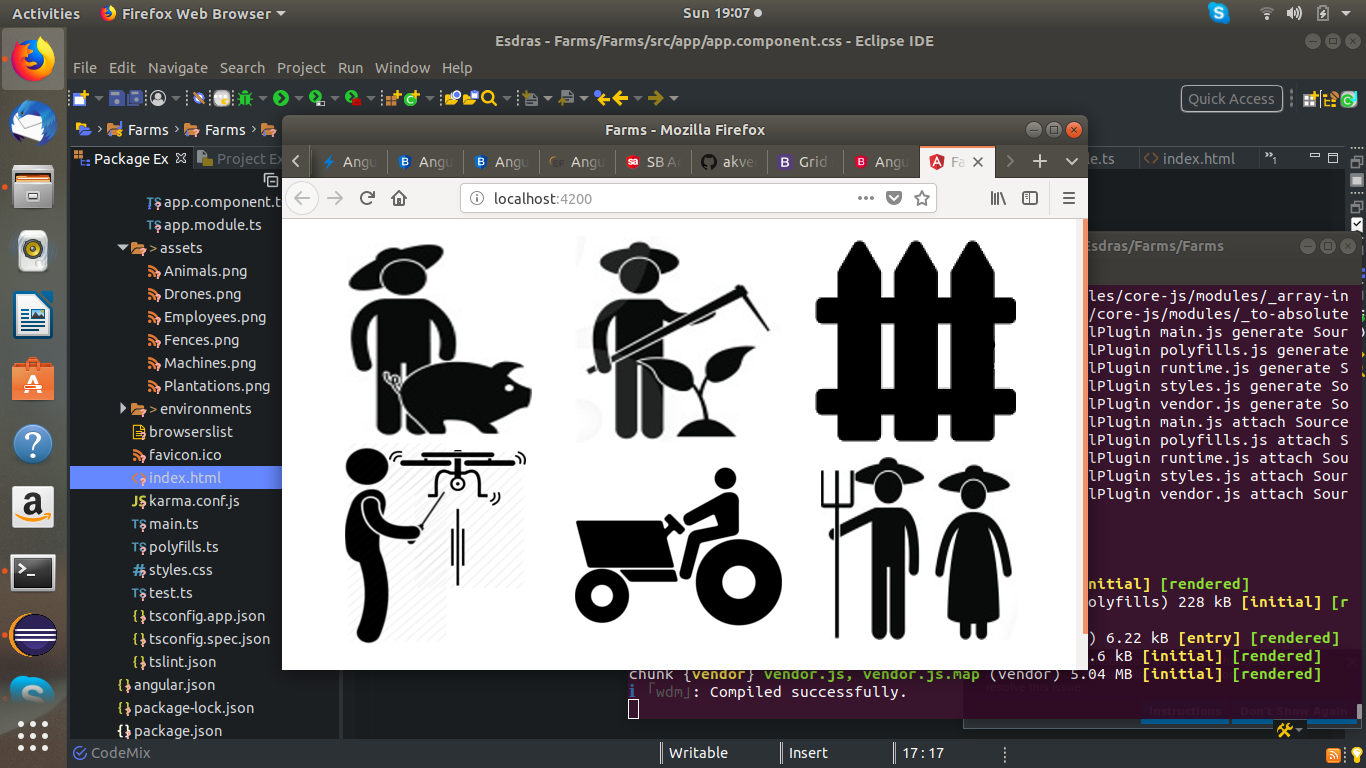 Activities Firefox Web Browser Sun 19:07
Esdras - Farms/Farms/src/app/app.component.css - Eclipse IDE
File Edit Navigate Search Project Run Window Help
Quick Access
Farms Farms
Farms - Mozilla Firefox
Package Ex Project Ex
Angu Angu Angu Angu SB A akve Grid Angu Fa
e.ts index.html
localhost:4200
app.component.t
app.module.ts
> assets
Animals.png
Drones.png
Employees.png
Fences.png
Machines.png
Plantations.png
> environments
browserslist
favicon.ico
index.html
karma.conf.js
main.ts
polyfills.ts
styles.css
test.ts
tsconfig.app.json
tsconfig.spec.json
tslint.json
angular.json
package-lock.json
package.json
CodeMix
Esdras/Farms/Farms
les/core-js/modules/_array-in
/core-js/modules/_to-absolute
lPlugin main.js generate Sour
lPlugin polyfills.js generate
lPlugin runtime.js generate S
lPlugin styles.js generate So
lPlugin vendor.js generate So
lPlugin main.js attach Source
lPlugin polyfills.js attach S
lPlugin runtime.js attach Sou
lPlugin styles.js attach Sour
lPlugin vendor.js attach Sour
nitial] [rendered]
olyfills) 228 kB [initial] [r
) 6.22 kB [entry] [rendered]
.6 kB [initial] [rendered]
chunk {vendor} vendor.js, vendor.js.map (vendor) 5.04 MB [initial] [rendered]
i ｢wdm｣: Compiled successfully.
Instructions Don't Show Again
Writable Insert 17 : 17